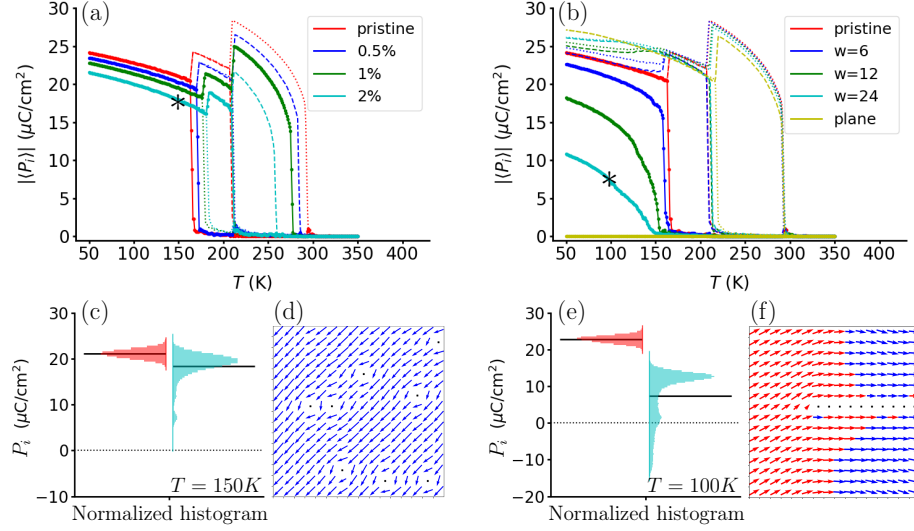 (a)
30
25
20
15
10
5
0
|⟨P_i⟩| (μC/cm²)
pristine
0.5%
1%
2%
50 100 150 200 250 300 350 400
T (K)
(b)
30
25
20
15
10
5
0
|⟨P_i⟩| (μC/cm²)
pristine
w=6
w=12
w=24
plane
50 100 150 200 250 300 350 400
T (K)
(c)
30
20
10
0
−10
P_i (μC/cm²)
T = 150K
Normalized histogram
(d)
(e)
30
20
10
0
−10
−20
P_i (μC/cm²)
T = 100K
Normalized histogram
(f)